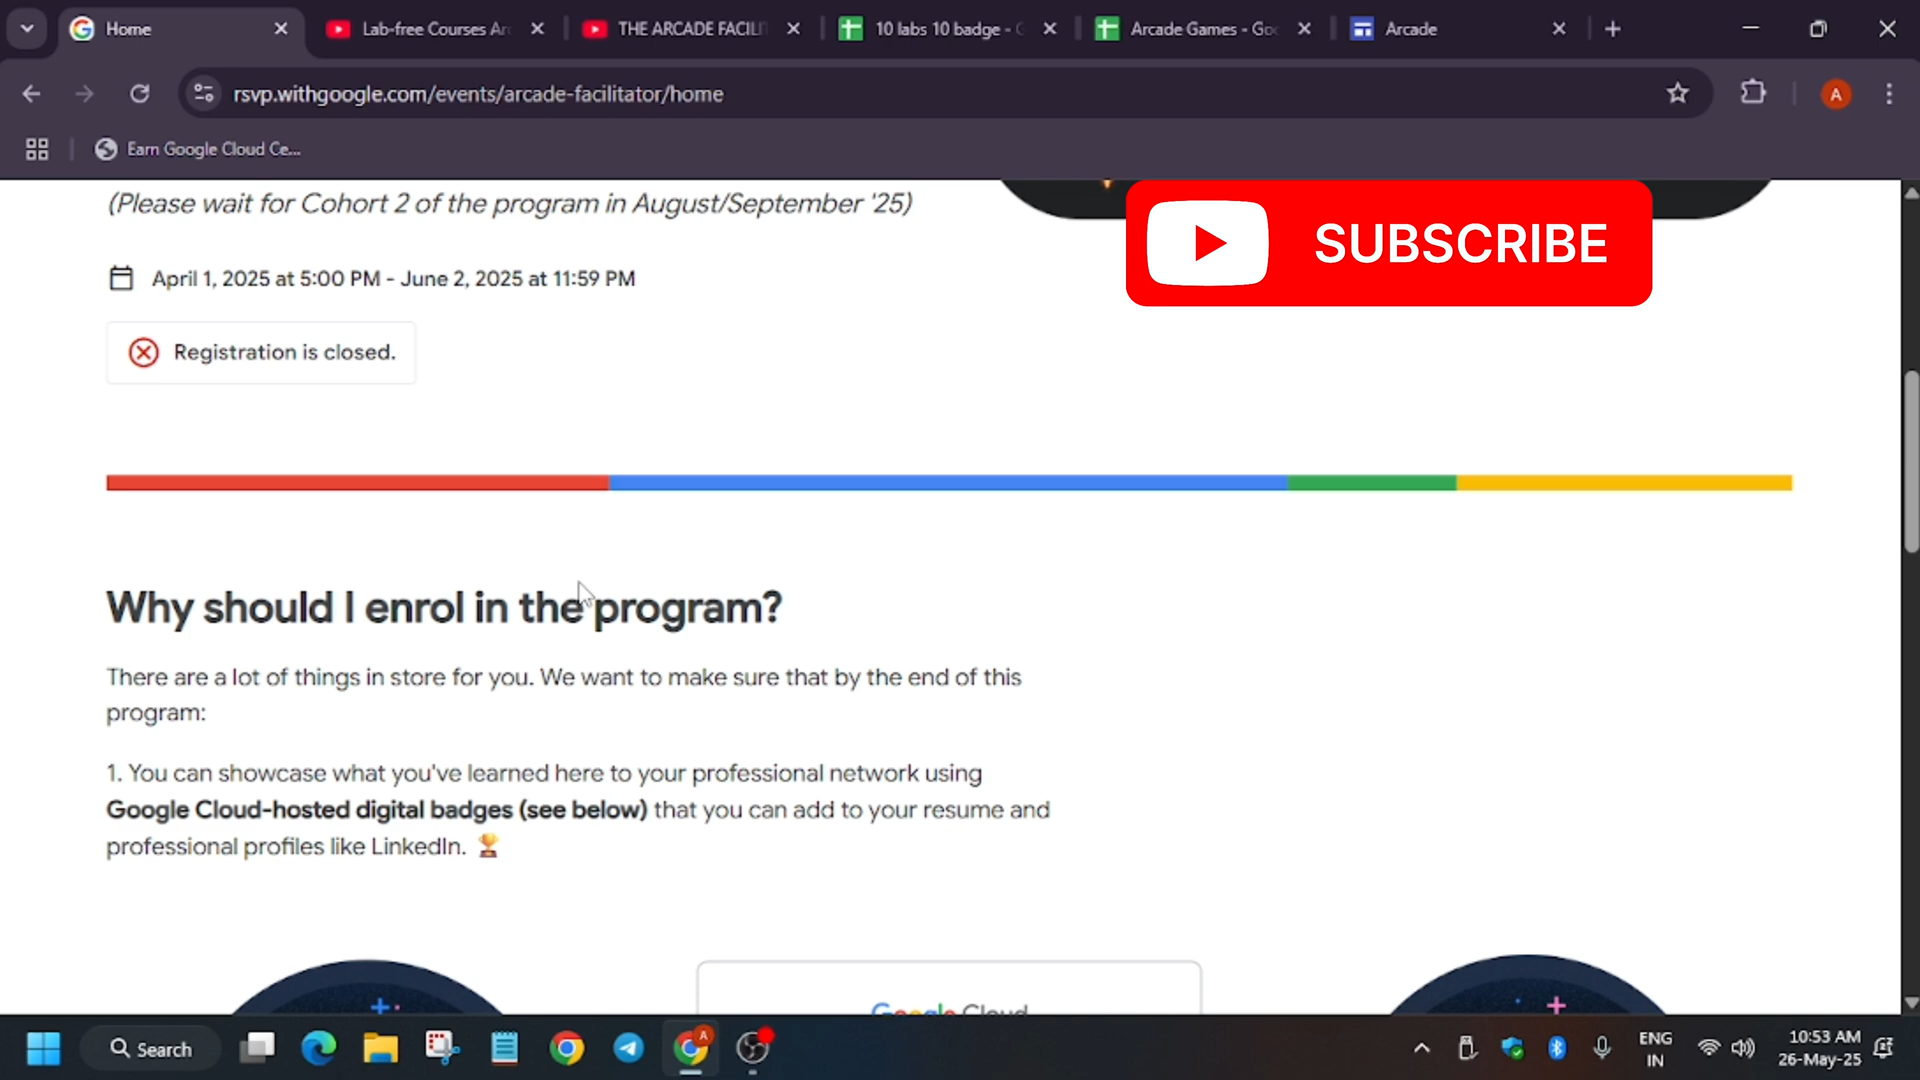 Home
Lab-free Courses Arc
THE ARCADE FACILI
10 labs 10 badge - G
Arcade Games - Goo
Arcade
rsvp.withgoogle.com/events/arcade-facilitator/home
A
Earn Google Cloud Ce...
(Please wait for Cohort 2 of the program in August/September '25)
SUBSCRIBE
April 1, 2025 at 5:00 PM - June 2, 2025 at 11:59 PM
Registration is closed.
Why should I enrol in the program?
There are a lot of things in store for you. We want to make sure that by the end of this
program:
1. You can showcase what you've learned here to your professional network using
Google Cloud-hosted digital badges (see below) that you can add to your resume and
professional profiles like LinkedIn.
Google Cloud
Search
A
ENG
IN
10:53 AM
26-May-25